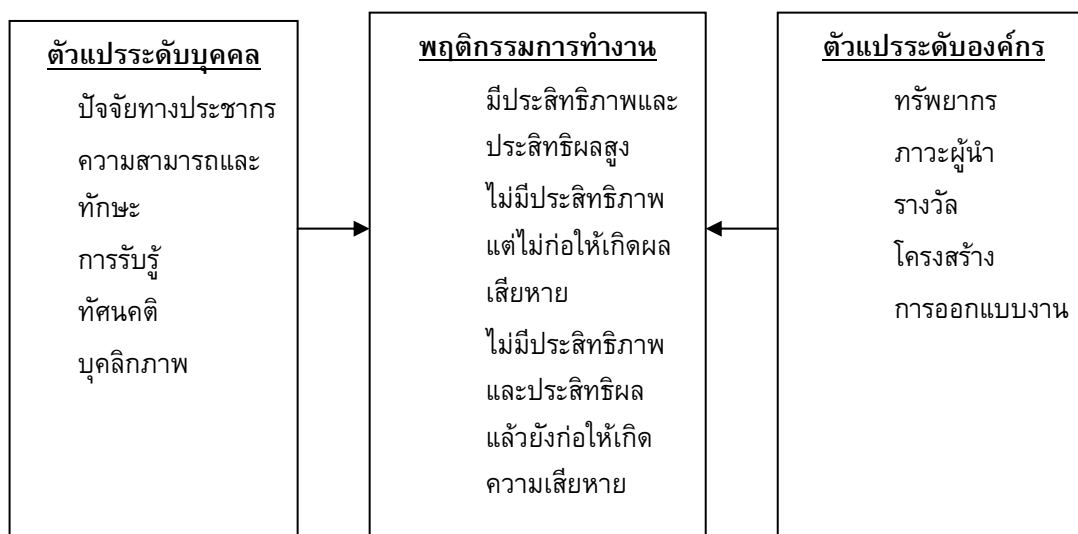 ตัวแปรระดับบุคคล
ปัจจัยทางประชากร
ความสามารถและ
ทักษะ
การรับรู้
ทัศนคติ
บุคลิกภาพ
พฤติกรรมการทำงาน
มีประสิทธิภาพและ
ประสิทธิผลสูง
ไม่มีประสิทธิภาพ
แต่ไม่ก่อให้เกิดผล
เสียหาย
ไม่มีประสิทธิภาพ
และประสิทธิผล
แล้วยังก่อให้เกิด
ความเสียหาย
ตัวแปรระดับองค์กร
ทรัพยากร
ภาวะผู้นำ
รางวัล
โครงสร้าง
การออกแบบงาน